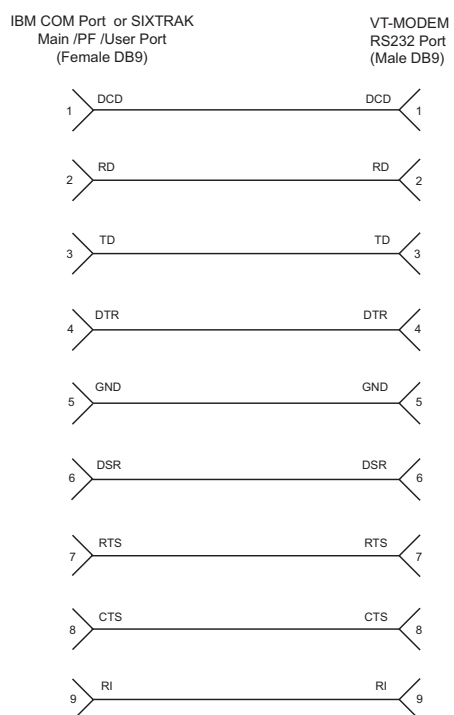 IBM COM Port or SIXTRAK
Main /PF /User Port
(Female DB9)
VT-MODEM
RS232 Port
(Male DB9)
1 DCD DCD 1
2 RD RD 2
3 TD TD 3
4 DTR DTR 4
5 GND GND 5
6 DSR DSR 6
7 RTS RTS 7
8 CTS CTS 8
9 RI RI 9